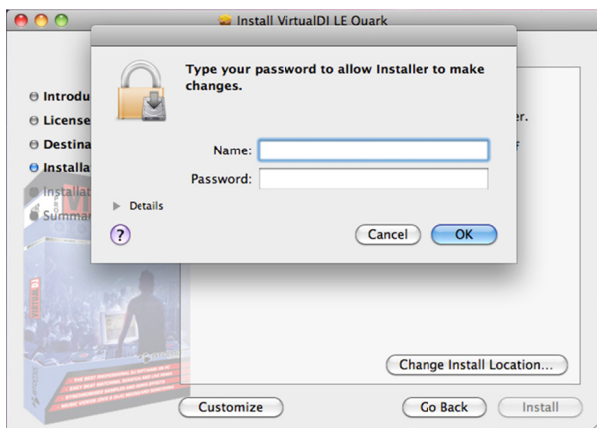 Install VirtualDJ LE Quark
Type your password to allow Installer to make
changes.
Introdu
License
Destina
Installa
Installat
Summar
er.
Name:
Password:
Details
?
Cancel
OK
Change Install Location...
Customize
Go Back
Install